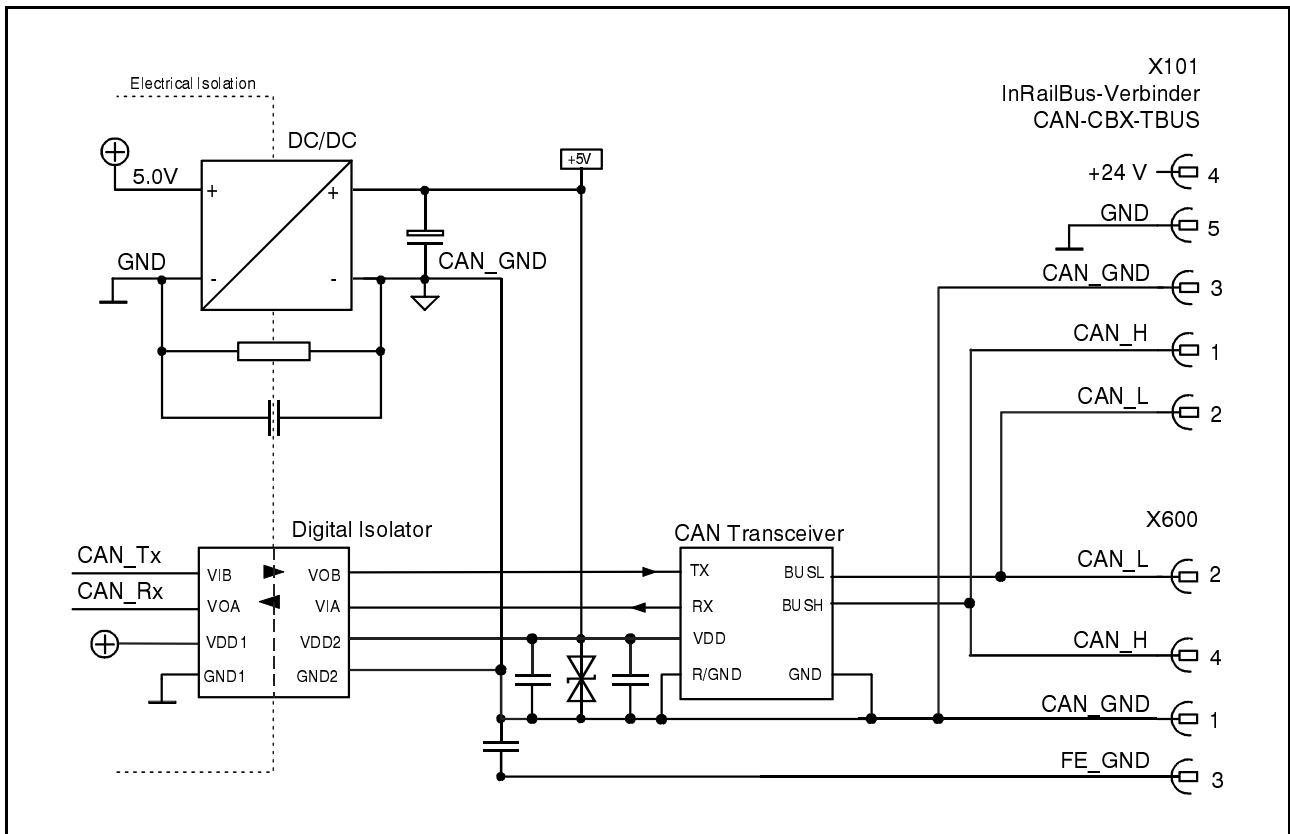 Electrical Isolation
X101
InRailBus-Verbinder
CAN-CBX-TBUS
DC/DC
+5V
5.0V
+
+
+24 V
4
GND
5
GND
-
-
CAN_GND
CAN_GND
3
CAN_H
1
CAN_L
2
X600
Digital Isolator
CAN Transceiver
CAN_Tx
VIB
VOB
TX
BUSL
CAN_L
2
CAN_Rx
VOA
VIA
RX
BUSH
VDD1
VDD2
VDD
CAN_H
4
GND1
GND2
R/GND
GND
CAN_GND
1
FE_GND
3